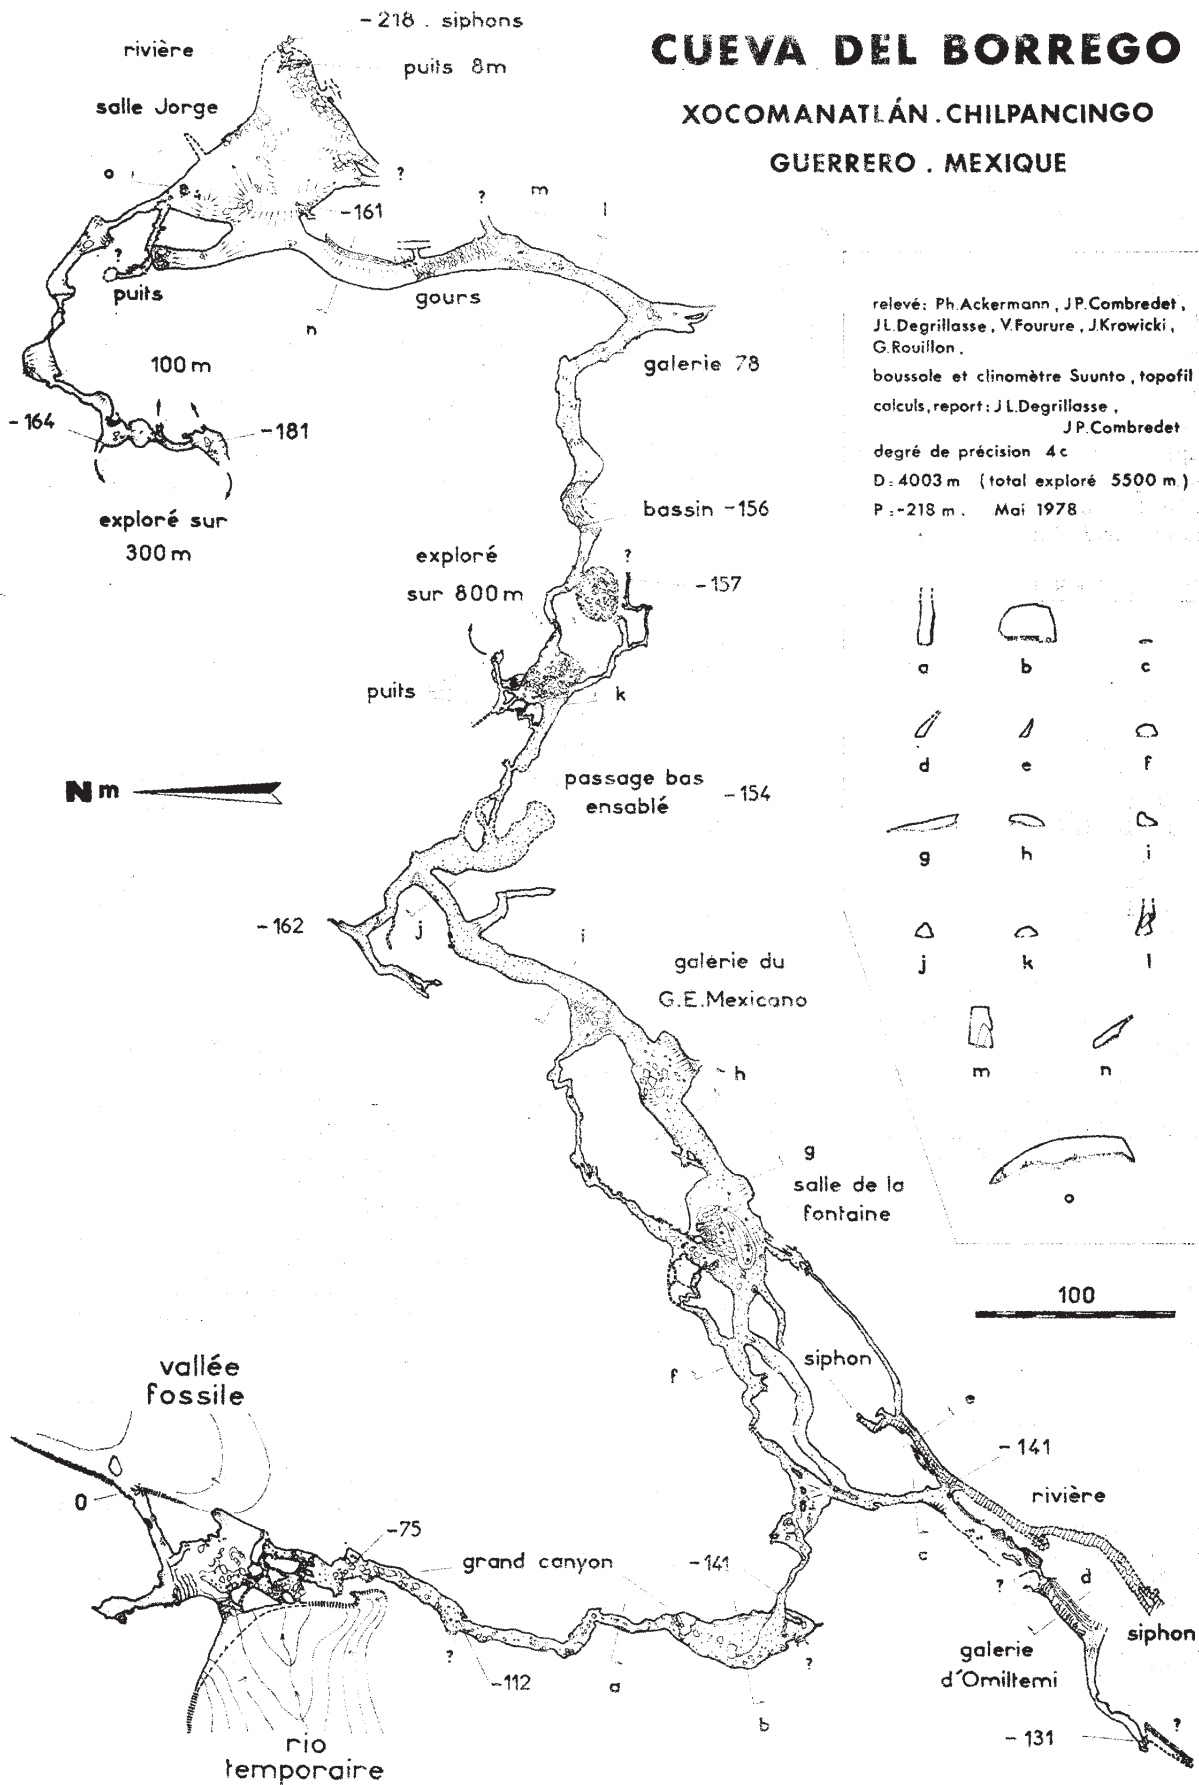 CUEVA DEL BORREGO
XOCOMANATLÁN . CHILPANCINGO
GUERRERO . MEXIQUE
-218 . siphons
rivière
puits 8m
salle Jorge
o
?
-161
?
m
l
?
puits
gours
n
100 m
galerie 78
-164
-181
exploré sur
300 m
bassin -156
exploré
sur 800 m
?
-157
puits
k
N m
passage bas
ensablé
-154
-162
j
i
galerie du
G.E.Mexicano
h
g
salle de la
fontaine
siphon
f
e
-141
rivière
vallée
fossile
0
-75
grand canyon
-141
c
?
d
siphon
?
-112
a
?
b
galerie
d'Omiltemi
-131
?
rio
temporaire
relevé: Ph.Ackermann , J P.Combredet ,
J L.Degrillasse , V.Fourure , J.Krowicki ,
G.Rouillon .
boussole et clinomètre Suunto , topofil
calculs, report : J L.Degrillasse ,
J P.Combredet
degré de précision 4 c
D : 4003 m ( total exploré 5500 m )
P : -218 m . Mai 1978
a b c
d e f
g h i
j k l
m n
o
100